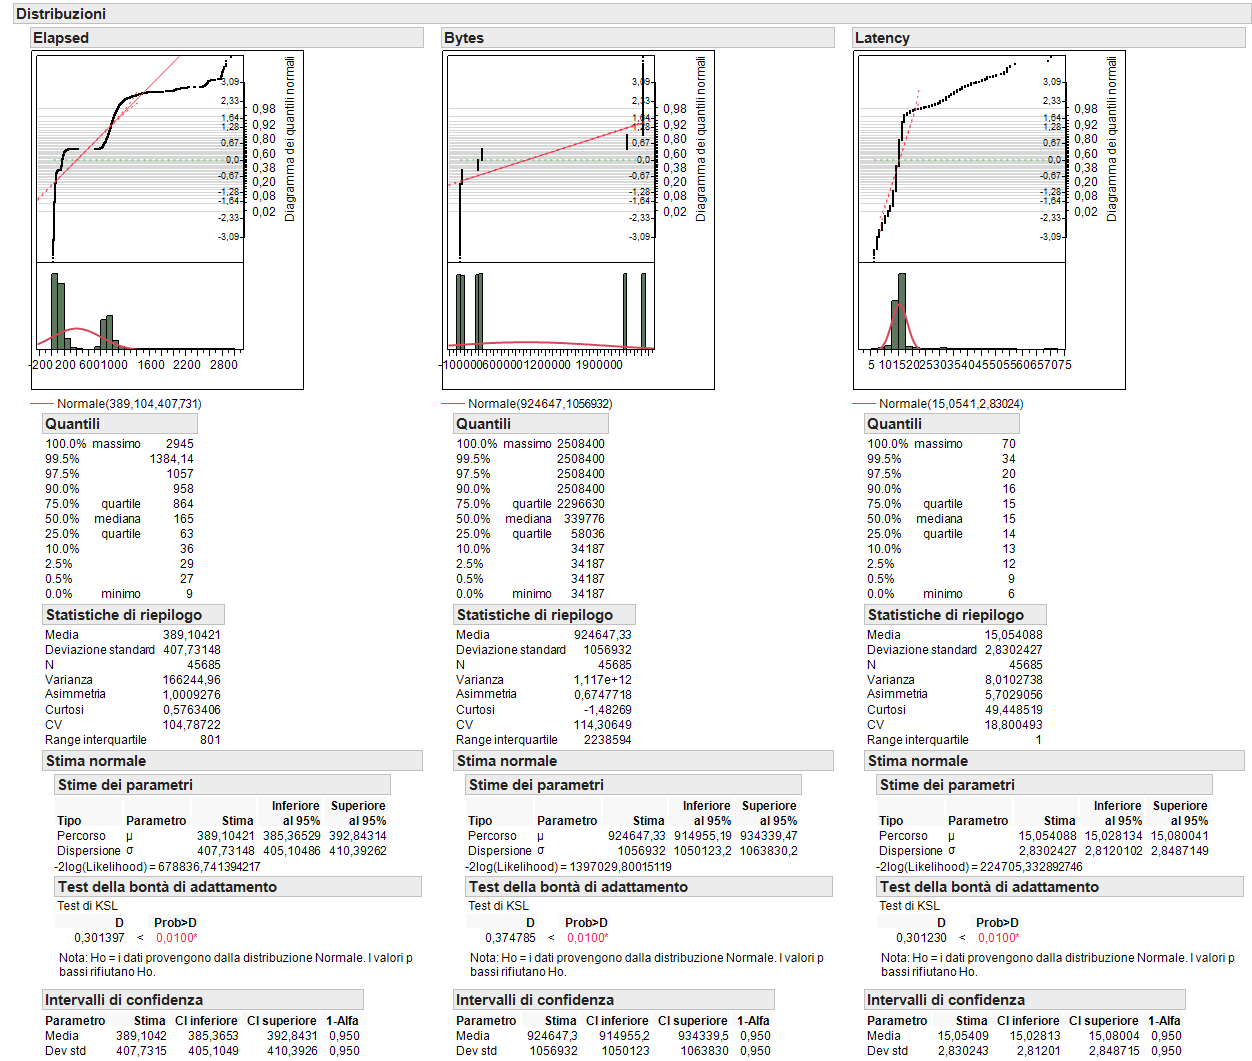 Distribuzioni
Elapsed
3,09
2,33
1,64
1,28
0,67
0,0
-0,67
-1,28
-1,64
-2,33
-3,09
0,98
0,92
0,80
0,60
0,38
0,20
0,08
0,02
Diagramma dei quantili normali
-200 200 600 1000 1600 2200 2800
Normale(389,104,407,731)
Quantili
100.0% massimo 2945
99.5% 1384,14
97.5% 1057
90.0% 958
75.0% quartile 864
50.0% mediana 165
25.0% quartile 63
10.0% 36
2.5% 29
0.5% 27
0.0% minimo 9
Statistiche di riepilogo
Media 389,10421
Deviazione standard 407,73148
N 45685
Varianza 166244,96
Asimmetria 1,0009276
Curtosi 0,5763406
CV 104,78722
Range interquartile 801
Stima normale
Stime dei parametri
Tipo Parametro Stima Inferiore al 95% Superiore al 95%
Percorso μ 389,10421 385,36529 392,84314
Dispersione σ 407,73148 405,10486 410,39262
-2log(Likelihood) = 678836,741394217
Test della bontà di adattamento
Test di KSL
D Prob>D
0,301397 < 0,0100*
Nota: Ho = i dati provengono dalla distribuzione Normale. I valori p
bassi rifiutano Ho.
Intervalli di confidenza
Parametro Stima CI inferiore CI superiore 1-Alfa
Media 389,1042 385,3653 392,8431 0,950
Dev std 407,7315 405,1049 410,3926 0,950
Bytes
3,09
2,33
1,64
1,28
0,67
0,0
-0,67
-1,28
-1,64
-2,33
-3,09
0,98
0,92
0,80
0,60
0,38
0,20
0,08
0,02
Diagramma dei quantili normali
-100000 600000 1200000 1900000
Normale(924647,1056932)
Quantili
100.0% massimo 2508400
99.5% 2508400
97.5% 2508400
90.0% 2508400
75.0% quartile 2296630
50.0% mediana 339776
25.0% quartile 58036
10.0% 34187
2.5% 34187
0.5% 34187
0.0% minimo 34187
Statistiche di riepilogo
Media 924647,33
Deviazione standard 1056932
N 45685
Varianza 1,117e+12
Asimmetria 0,6747718
Curtosi -1,48269
CV 114,30649
Range interquartile 2238594
Stima normale
Stime dei parametri
Tipo Parametro Stima Inferiore al 95% Superiore al 95%
Percorso μ 924647,33 914955,19 934339,47
Dispersione σ 1056932 1050123,2 1063830,2
-2log(Likelihood) = 1397029,80015119
Test della bontà di adattamento
Test di KSL
D Prob>D
0,374785 < 0,0100*
Nota: Ho = i dati provengono dalla distribuzione Normale. I valori p
bassi rifiutano Ho.
Intervalli di confidenza
Parametro Stima CI inferiore CI superiore 1-Alfa
Media 924647,3 914955,2 934339,5 0,950
Dev std 1056932 1050123 1063830 0,950
Latency
3,09
2,33
1,64
1,28
0,67
0,0
-0,67
-1,28
-1,64
-2,33
-3,09
0,98
0,92
0,80
0,60
0,38
0,20
0,08
0,02
Diagramma dei quantili normali
5 10 15 20 25 30 35 40 45 50 55 60 65 70 75
Normale(15,0541,2,83024)
Quantili
100.0% massimo 70
99.5% 34
97.5% 20
90.0% 16
75.0% quartile 15
50.0% mediana 15
25.0% quartile 14
10.0% 13
2.5% 12
0.5% 9
0.0% minimo 6
Statistiche di riepilogo
Media 15,054088
Deviazione standard 2,8302427
N 45685
Varianza 8,0102738
Asimmetria 5,7029056
Curtosi 49,448519
CV 18,800493
Range interquartile 1
Stima normale
Stime dei parametri
Tipo Parametro Stima Inferiore al 95% Superiore al 95%
Percorso μ 15,054088 15,028134 15,080041
Dispersione σ 2,8302427 2,8120102 2,8487149
-2log(Likelihood) = 224705,332892746
Test della bontà di adattamento
Test di KSL
D Prob>D
0,301230 < 0,0100*
Nota: Ho = i dati provengono dalla distribuzione Normale. I valori p
bassi rifiutano Ho.
Intervalli di confidenza
Parametro Stima CI inferiore CI superiore 1-Alfa
Media 15,05409 15,02813 15,08004 0,950
Dev std 2,830243 2,81201 2,848715 0,950